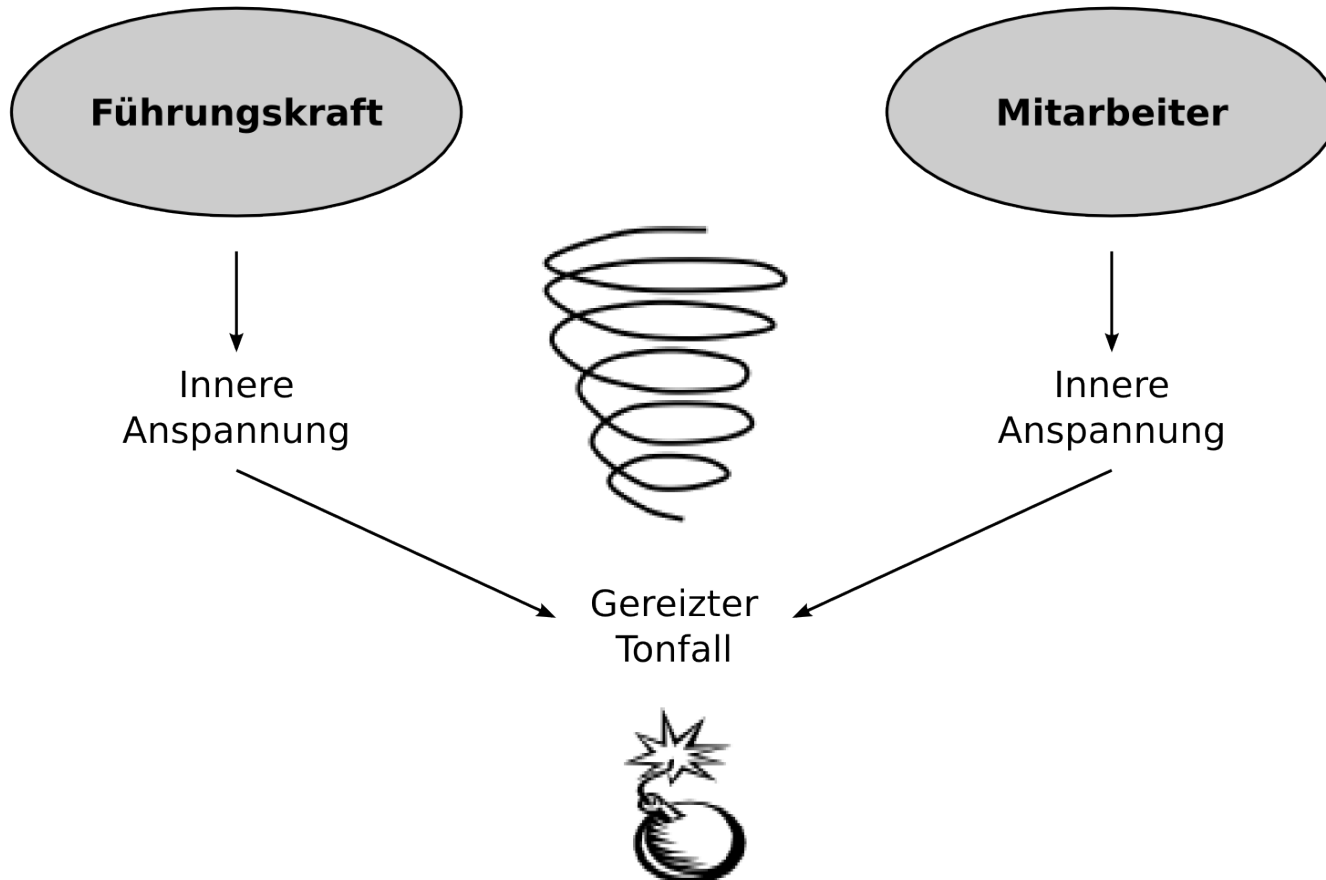 Führungskraft
Mitarbeiter
Innere
Anspannung
Innere
Anspannung
Gereizter
Tonfall